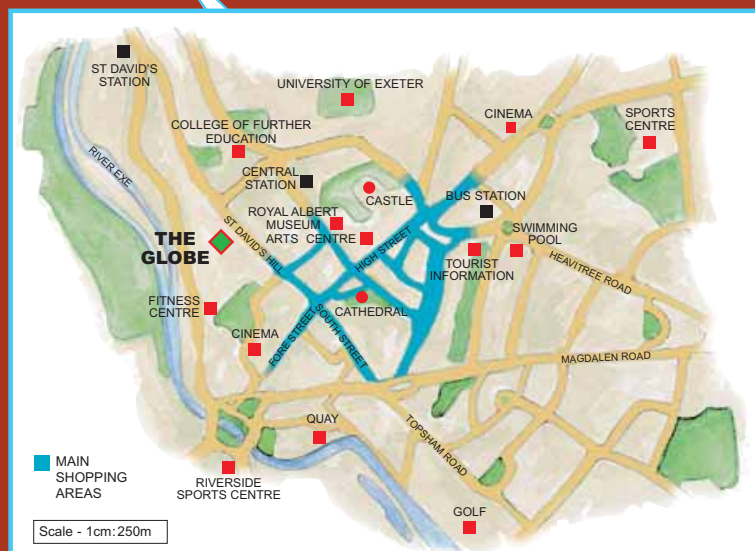 ST DAVID'S
STATION
UNIVERSITY OF EXETER
CINEMA
SPORTS
CENTRE
COLLEGE OF FURTHER
EDUCATION
RIVER EXE
CENTRAL
STATION
CASTLE
BUS STATION
ROYAL ALBERT
MUSEUM
ARTS CENTRE
ST DAVID'S HILL
HIGH STREET
SWIMMING
POOL
THE
GLOBE
TOURIST
INFORMATION
HEAVITREE ROAD
FITNESS
CENTRE
CATHEDRAL
CINEMA
FORE STREET
SOUTH STREET
MAGDALEN ROAD
QUAY
TOPSHAM ROAD
MAIN
SHOPPING
AREAS
RIVERSIDE
SPORTS CENTRE
GOLF
Scale - 1cm:250m